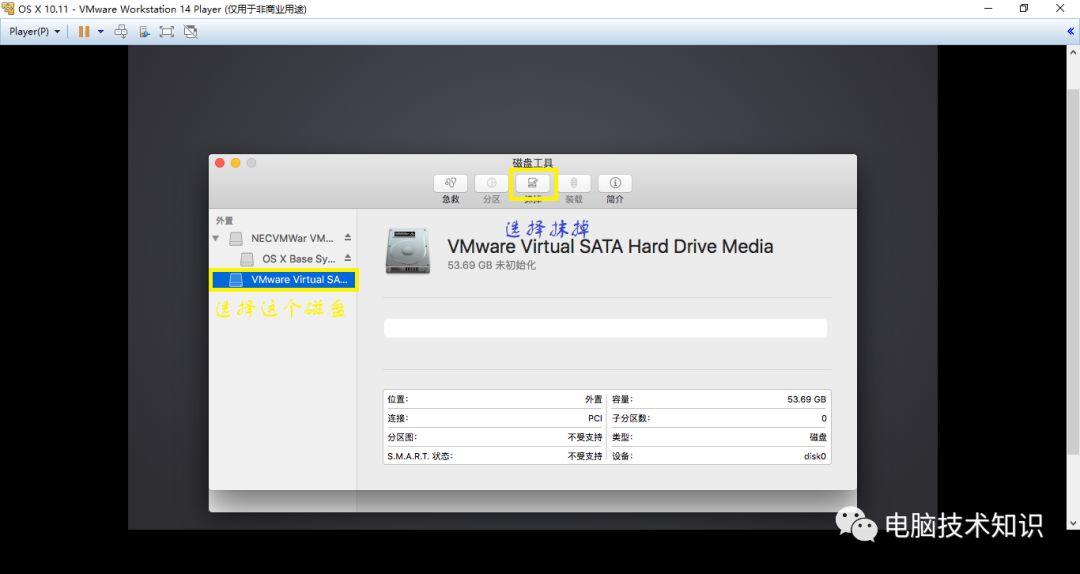 OS X 10.11 - VMware Workstation 14 Player (仅用于非商业用途)
Player(P)
磁盘工具
急救 分区 抹掉 装载 简介
外置
NECVMWar VM...
OS X Base Sy...
VMware Virtual SA...
选择这个磁盘
选择抹掉
VMware Virtual SATA Hard Drive Media
53.69 GB 未初始化
位置: 外置 容量: 53.69 GB
连接: PCI 子分区数: 0
分区图: 不受支持 类型: 磁盘
S.M.A.R.T. 状态: 不受支持 设备: disk0
电脑技术知识